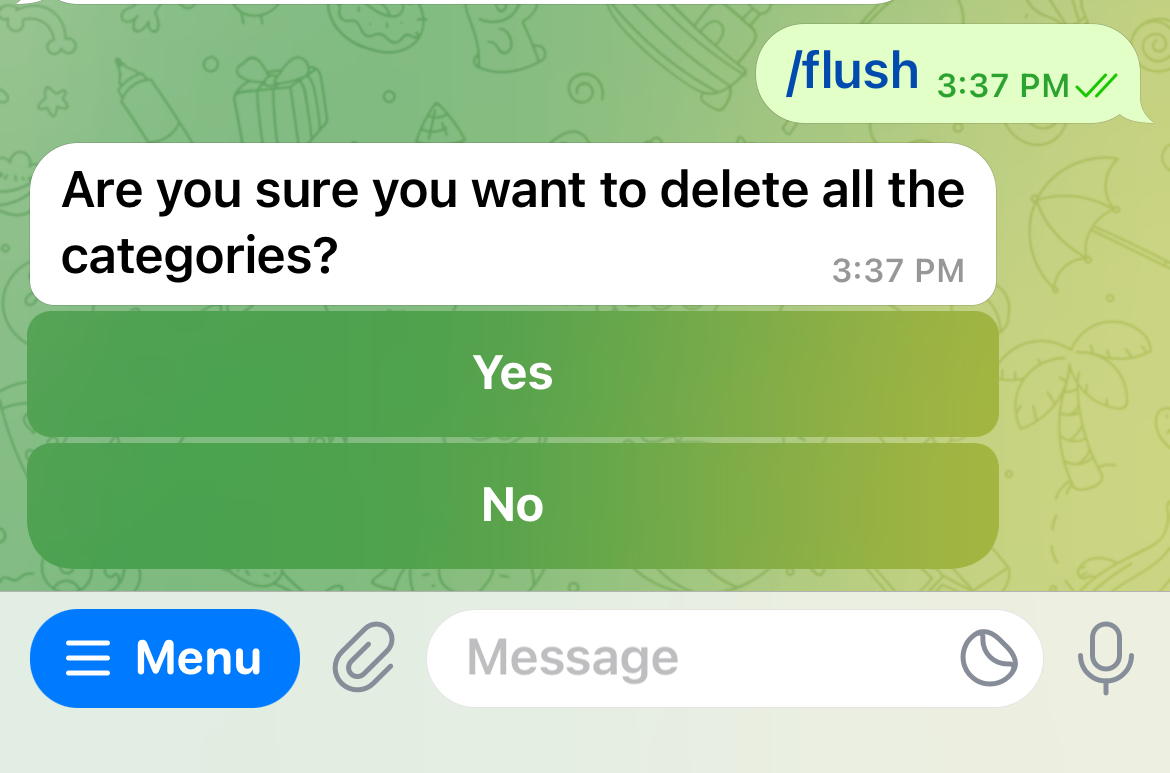 /flush 3:37 PM
Are you sure you want to delete all the
categories?
3:37 PM
Yes
No
Menu
Message